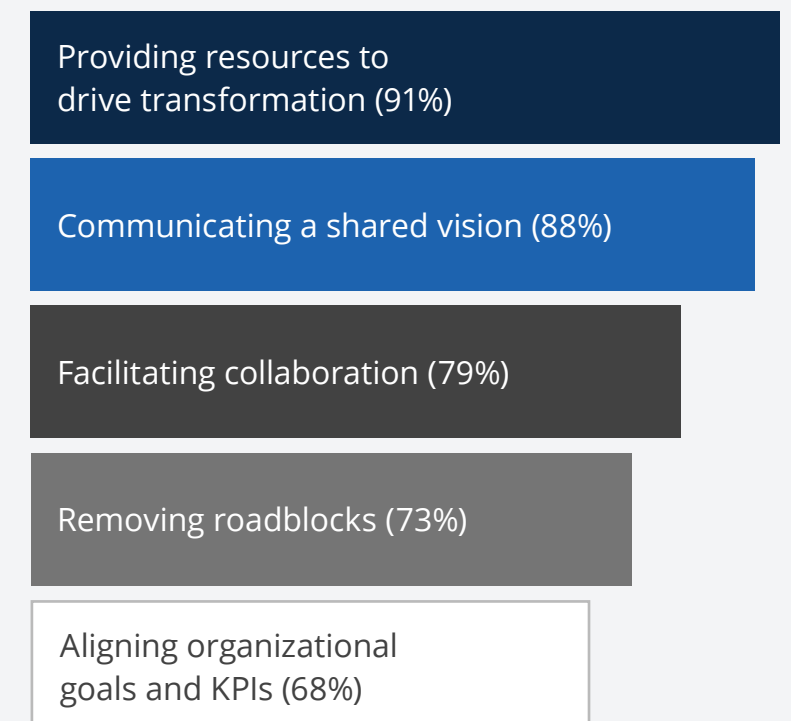 Providing resources to
drive transformation (91%)
Communicating a shared vision (88%)
Facilitating collaboration (79%)
Removing roadblocks (73%)
Aligning organizational
goals and KPIs (68%)